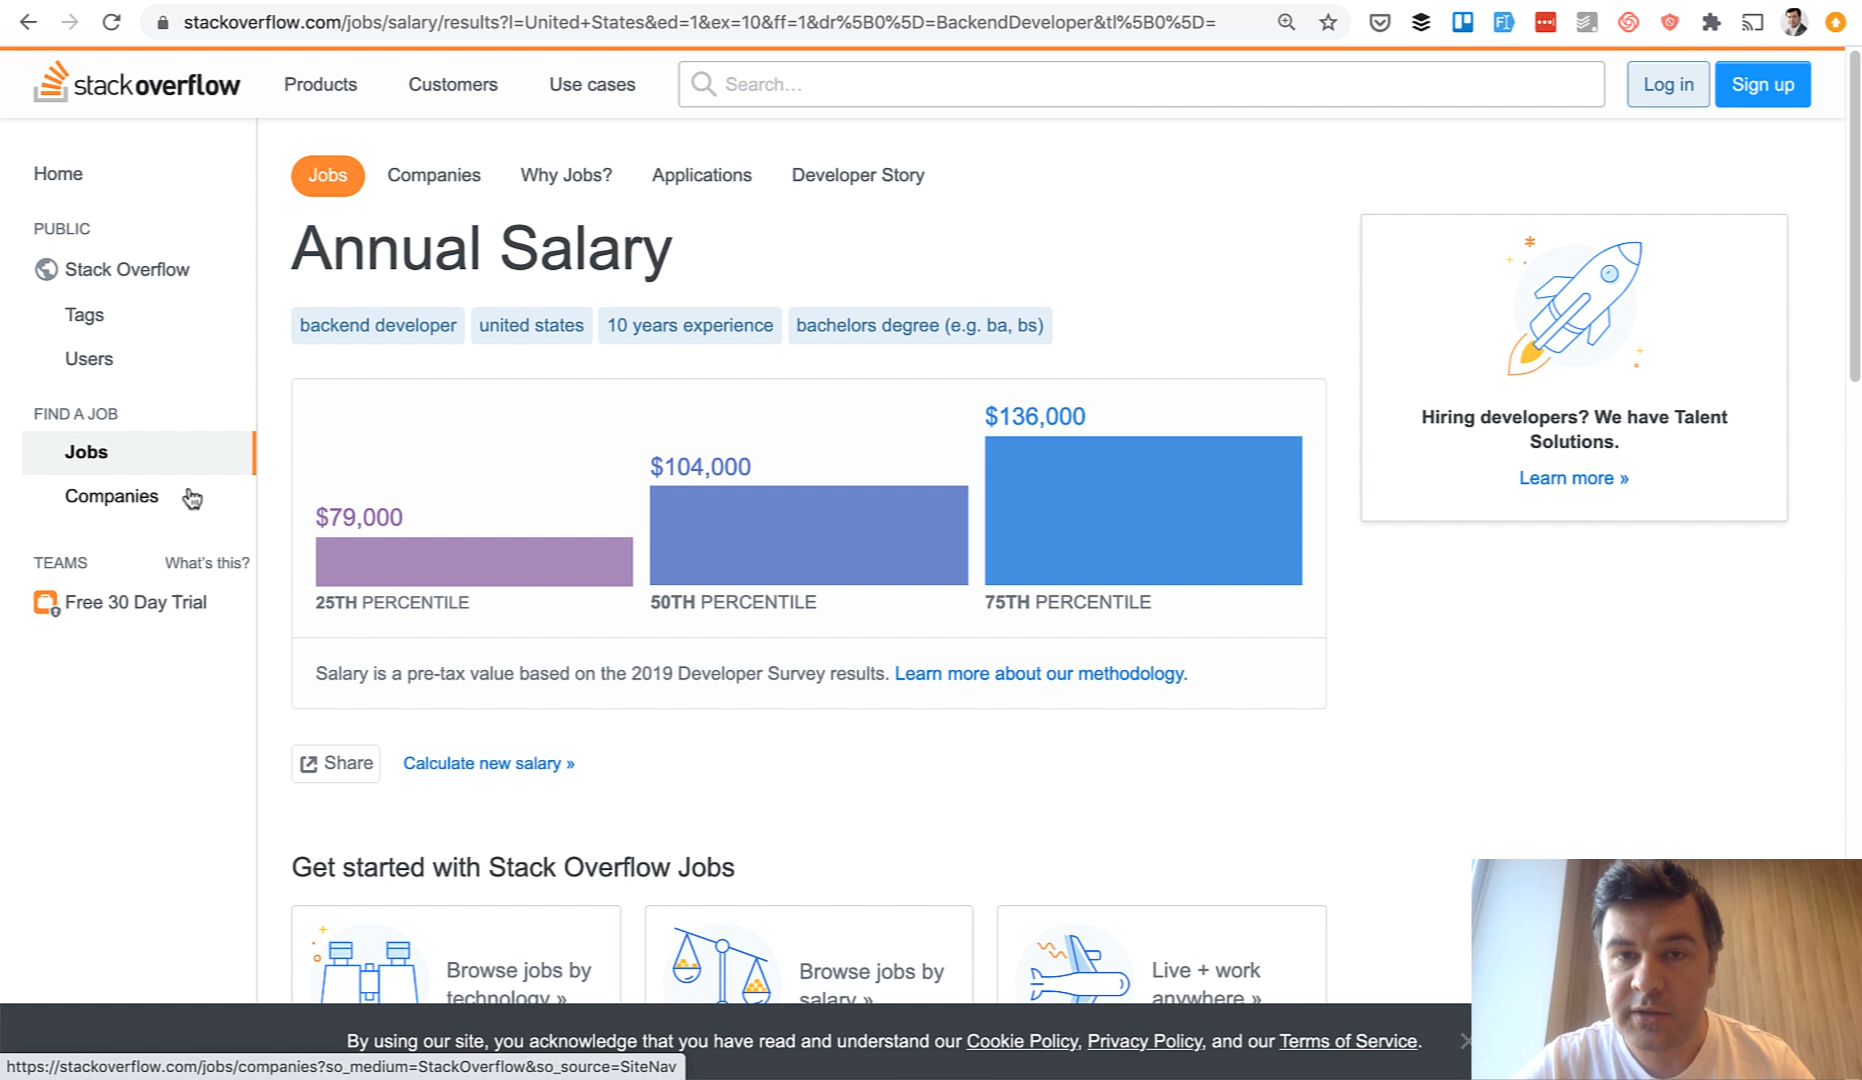 stackoverflow.com/jobs/salary/results?l=United+States&ed=1&ex=10&ff=1&dr%5B0%5D=BackendDeveloper&tl%5B0%5D=
stackoverflow
Products
Customers
Use cases
Search...
Log in
Sign up
Home
PUBLIC
Stack Overflow
Tags
Users
FIND A JOB
Jobs
Companies
TEAMS What's this?
Free 30 Day Trial
Jobs
Companies
Why Jobs?
Applications
Developer Story
Annual Salary
backend developer
united states
10 years experience
bachelors degree (e.g. ba, bs)
$79,000
25TH PERCENTILE
$104,000
50TH PERCENTILE
$136,000
75TH PERCENTILE
Salary is a pre-tax value based on the 2019 Developer Survey results. Learn more about our methodology.
Share
Calculate new salary »
Hiring developers? We have Talent
Solutions.
Learn more »
Get started with Stack Overflow Jobs
Browse jobs by
technology »
Browse jobs by
salary »
Live + work
anywhere »
By using our site, you acknowledge that you have read and understand our Cookie Policy, Privacy Policy, and our Terms of Service.
https://stackoverflow.com/jobs/companies?so_medium=StackOverflow&so_source=SiteNav